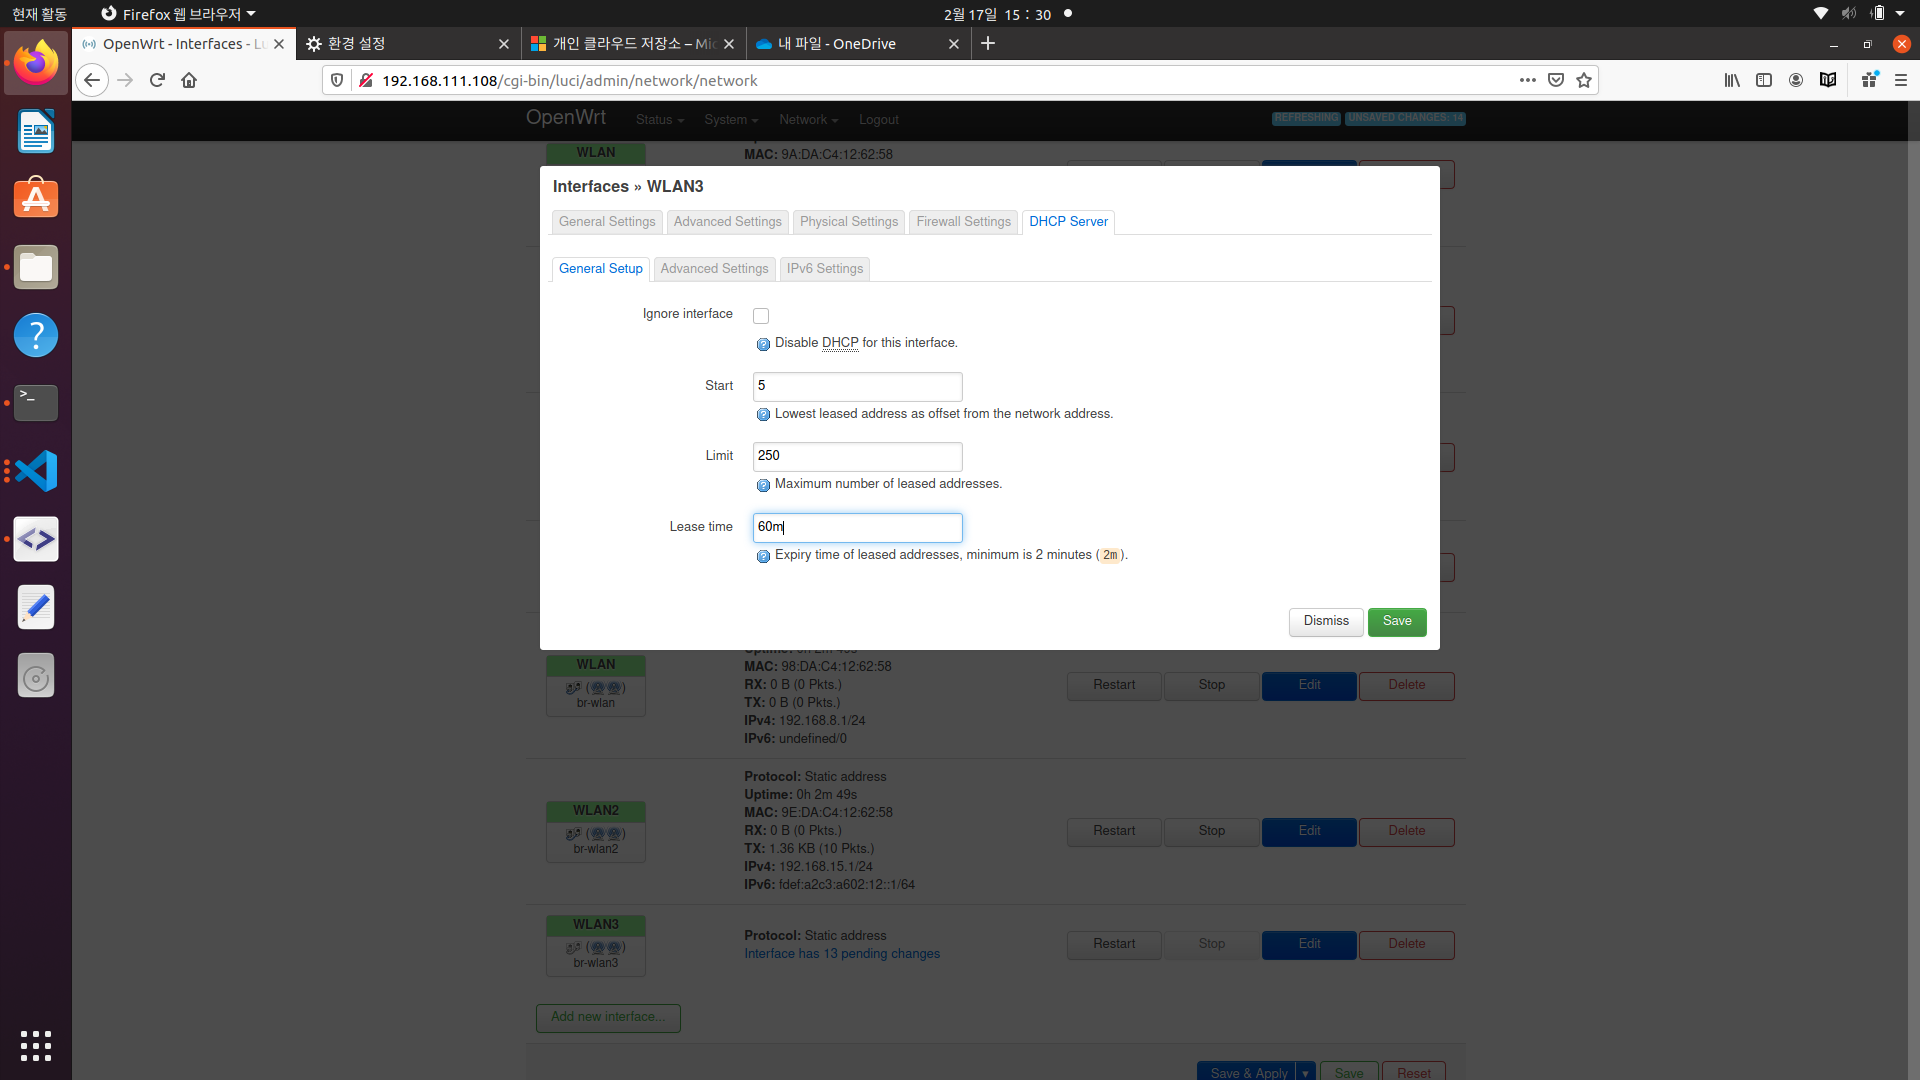 현재 활동
Firefox 웹 브라우저
2월 17일 15 : 30
OpenWrt - Interfaces - Lu
환경 설정
개인 클라우드 저장소 – Mic
내 파일 - OneDrive
192.168.111.108/cgi-bin/luci/admin/network/network
OpenWrt
Status
System
Network
Logout
REFRESHING
UNSAVED CHANGES: 14
WLAN
MAC: 9A:DA:C4:12:62:58
Interfaces » WLAN3
General Settings
Advanced Settings
Physical Settings
Firewall Settings
DHCP Server
General Setup
Advanced Settings
IPv6 Settings
Ignore interface
Disable DHCP for this interface.
Start
5
Lowest leased address as offset from the network address.
Limit
250
Maximum number of leased addresses.
Lease time
60m
Expiry time of leased addresses, minimum is 2 minutes (2m).
Dismiss
Save
WLAN
br-wlan
Uptime: 0h 2m 49s
MAC: 98:DA:C4:12:62:58
RX: 0 B (0 Pkts.)
TX: 0 B (0 Pkts.)
IPv4: 192.168.8.1/24
IPv6: undefined/0
Restart
Stop
Edit
Delete
WLAN2
br-wlan2
Protocol: Static address
Uptime: 0h 2m 49s
MAC: 9E:DA:C4:12:62:58
RX: 0 B (0 Pkts.)
TX: 1.36 KB (10 Pkts.)
IPv4: 192.168.15.1/24
IPv6: fdef:a2c3:a602:12::1/64
Restart
Stop
Edit
Delete
WLAN3
br-wlan3
Protocol: Static address
Interface has 13 pending changes
Restart
Stop
Edit
Delete
Add new interface...
Save & Apply
Save
Reset